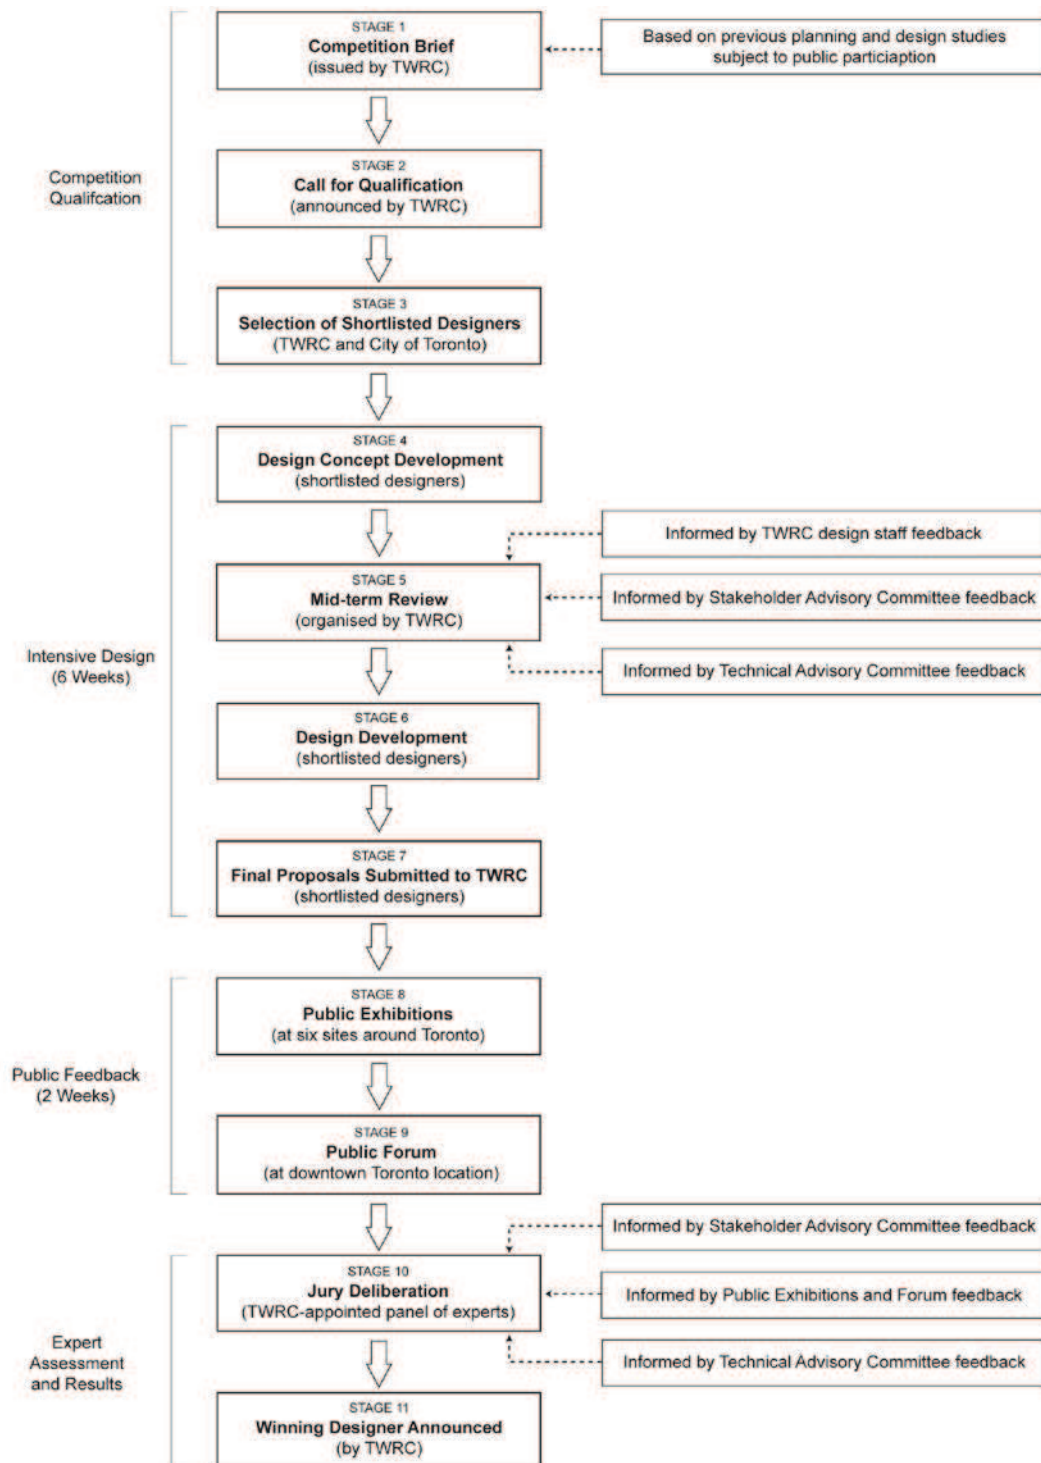 STAGE 1
Competition Brief
(issued by TWRC)
Based on previous planning and design studies
subject to public particiaption
STAGE 2
Call for Qualification
(announced by TWRC)
Competition
Qualifcation
STAGE 3
Selection of Shortlisted Designers
(TWRC and City of Toronto)
STAGE 4
Design Concept Development
(shortlisted designers)
Informed by TWRC design staff feedback
STAGE 5
Mid-term Review
(organised by TWRC)
Informed by Stakeholder Advisory Committee feedback
Informed by Technical Advisory Committee feedback
Intensive Design
(6 Weeks)
STAGE 6
Design Development
(shortlisted designers)
STAGE 7
Final Proposals Submitted to TWRC
(shortlisted designers)
STAGE 8
Public Exhibitions
(at six sites around Toronto)
Public Feedback
(2 Weeks)
STAGE 9
Public Forum
(at downtown Toronto location)
Informed by Stakeholder Advisory Committee feedback
STAGE 10
Jury Deliberation
(TWRC-appointed panel of experts)
Informed by Public Exhibitions and Forum feedback
Informed by Technical Advisory Committee feedback
Expert
Assessment
and Results
STAGE 11
Winning Designer Announced
(by TWRC)